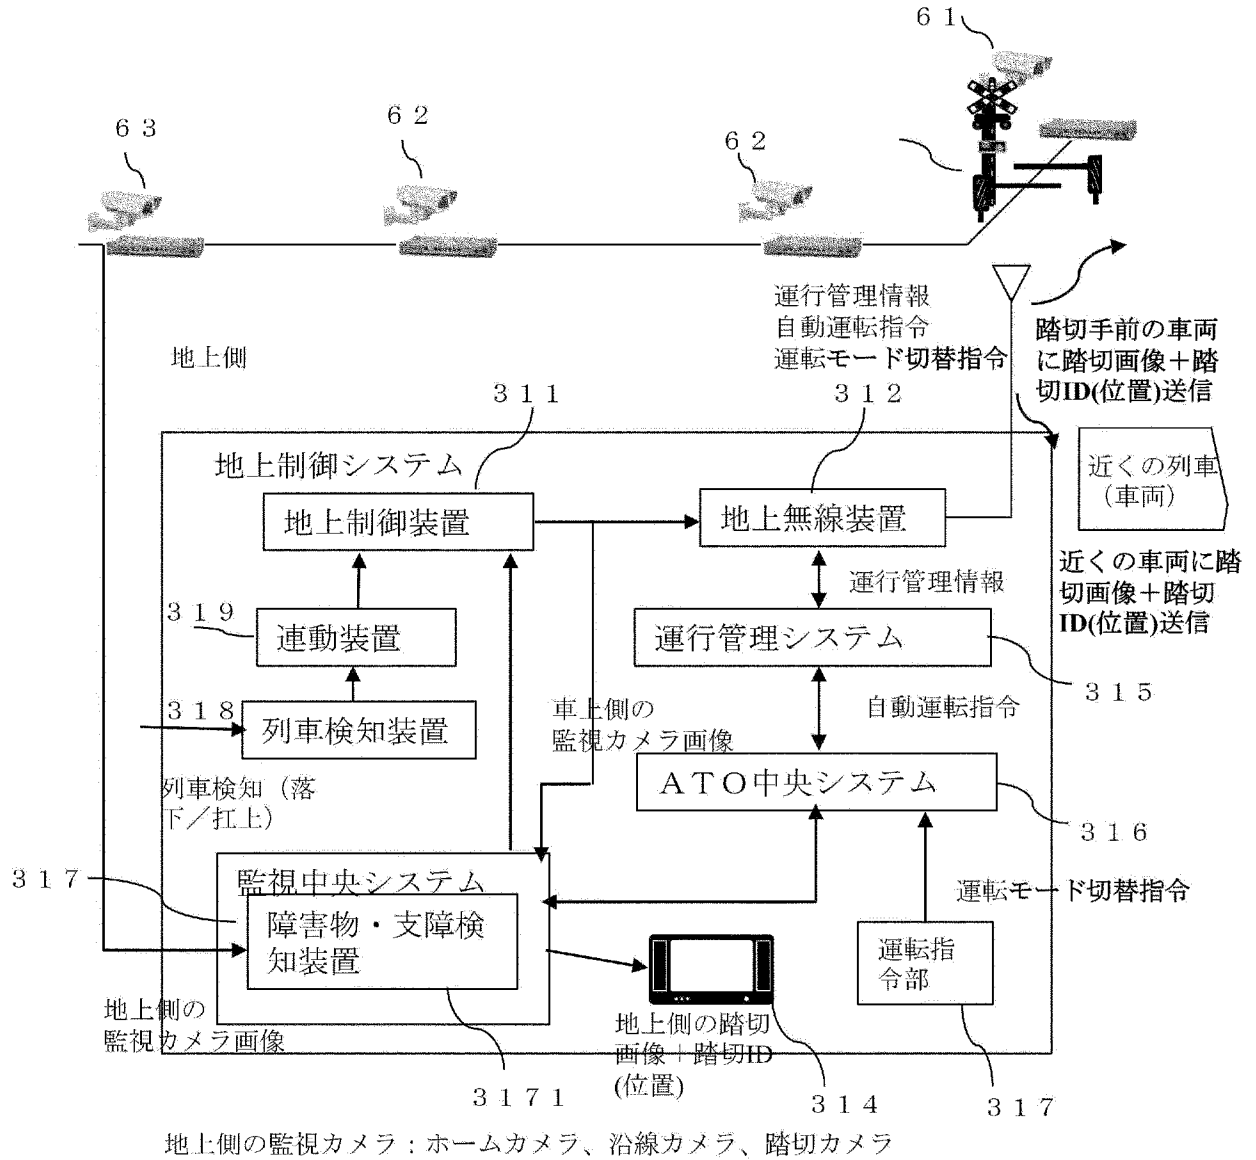 ６１
６３
６２
６２
運行管理情報
自動運転指令
運転モード切替指令
踏切手前の車両
に踏切画像＋踏
切ID(位置)送信
地上側
３１１
３１２
地上制御システム
地上制御装置
地上無線装置
近くの列車
（車両）
運行管理情報
近くの車両に踏
切画像＋踏切
ID(位置)送信
３１９
連動装置
運行管理システム
３１５
３１８
列車検知装置
車上側の
監視カメラ画像
自動運転指令
列車検知（落
下／扛上）
ＡＴＯ中央システム
３１６
３１７
監視中央システム
障害物・支障検
知装置
運転モード切替指令
運転指
令部
地上側の
監視カメラ画像
地上側の踏切
画像＋踏切ID
(位置)
３１７１
３１４
３１７
地上側の監視カメラ：ホームカメラ、沿線カメラ、踏切カメラ